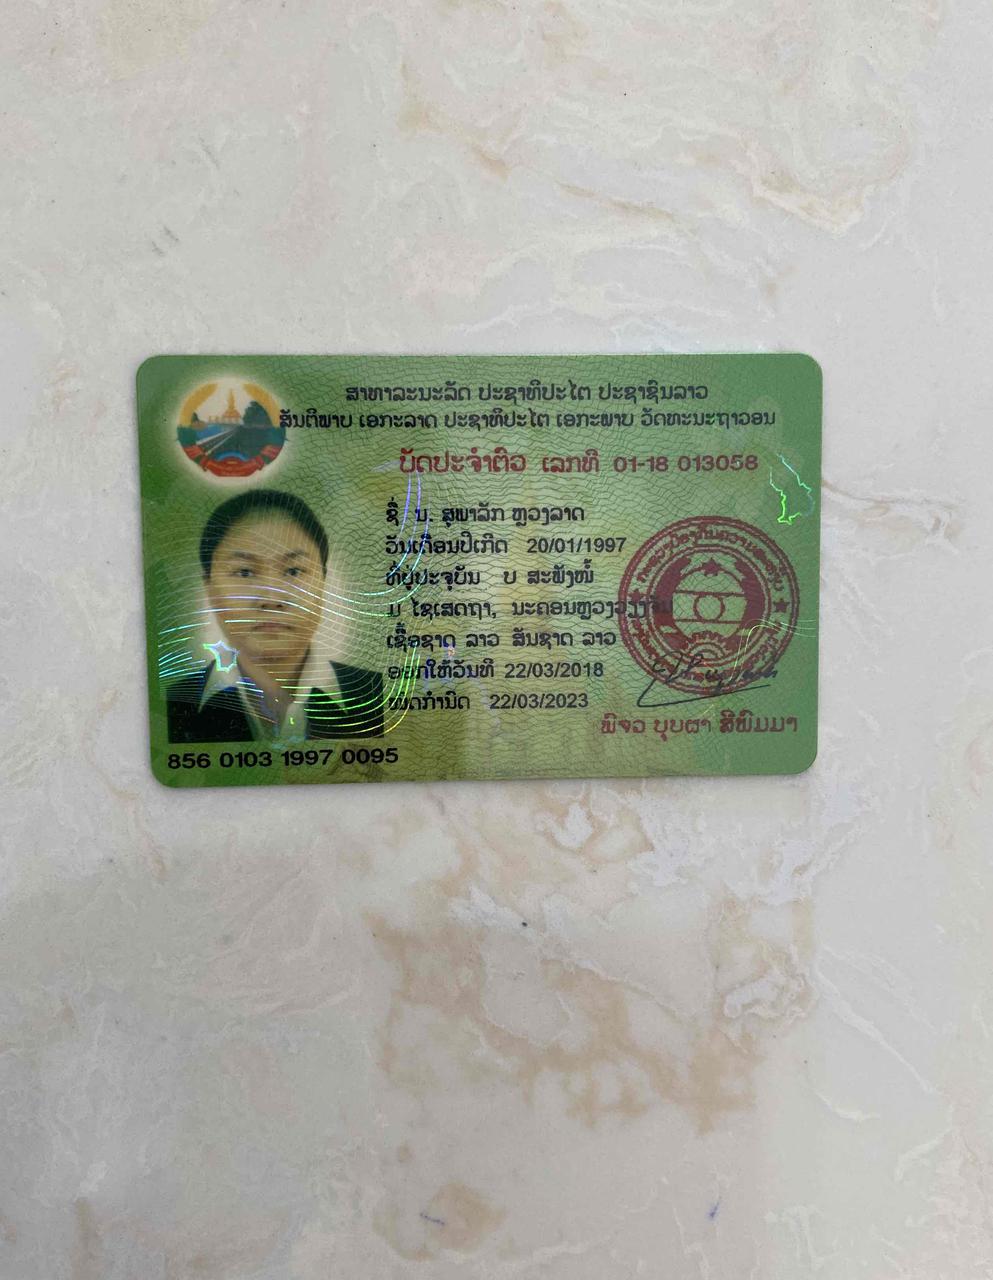 ສາທາລະນະລັດ ປະຊາທິປະໄຕ ປະຊາຊົນລາວ
ສັນຕິພາບ ເອກະລາດ ປະຊາທິປະໄຕ ເອກະພາບ ວັດທະນະຖາວອນ
ບັດປະຈຳຕົວ ເລກທີ 01-18 013058
ຊື່ ນ. ສຸພາລັກ ຫຼວງລາດ
ວັນເດືອນປີເກີດ 20/01/1997
ທີ່ຢູ່ປະຈຸບັນ ບ ສະພັງໝໍ້
ມ ໄຊເສດຖາ, ນະຄອນຫຼວງວຽງຈັນ
ເຊື້ອຊາດ ລາວ ສັນຊາດ ລາວ
ອອກໃຫ້ວັນທີ 22/03/2018
ໝົດກຳນົດ 22/03/2023
ພົຈວ ບຸບຜາ ສີພົມມາ
856 0103 1997 0095